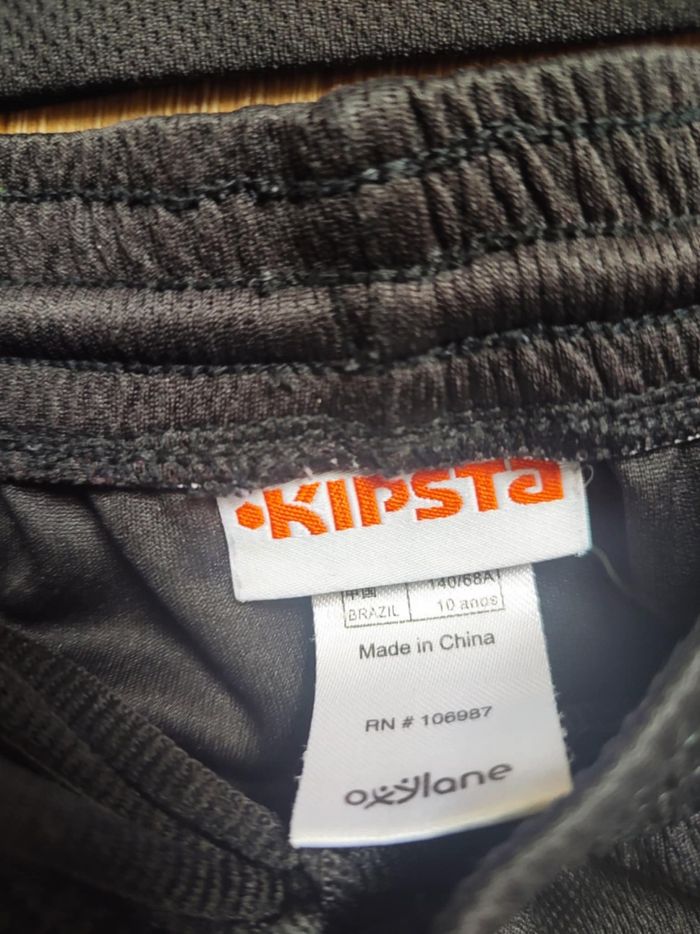 KIPSTA
中国 140/68A
BRAZIL 10 anos
Made in China
RN # 106987
oxylane